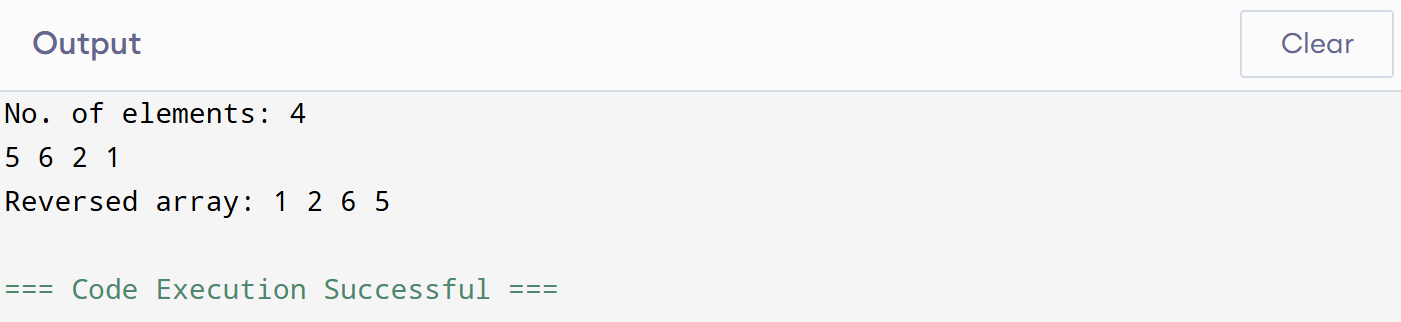 Output
Clear
No. of elements: 4
5 6 2 1
Reversed array: 1 2 6 5
=== Code Execution Successful ===